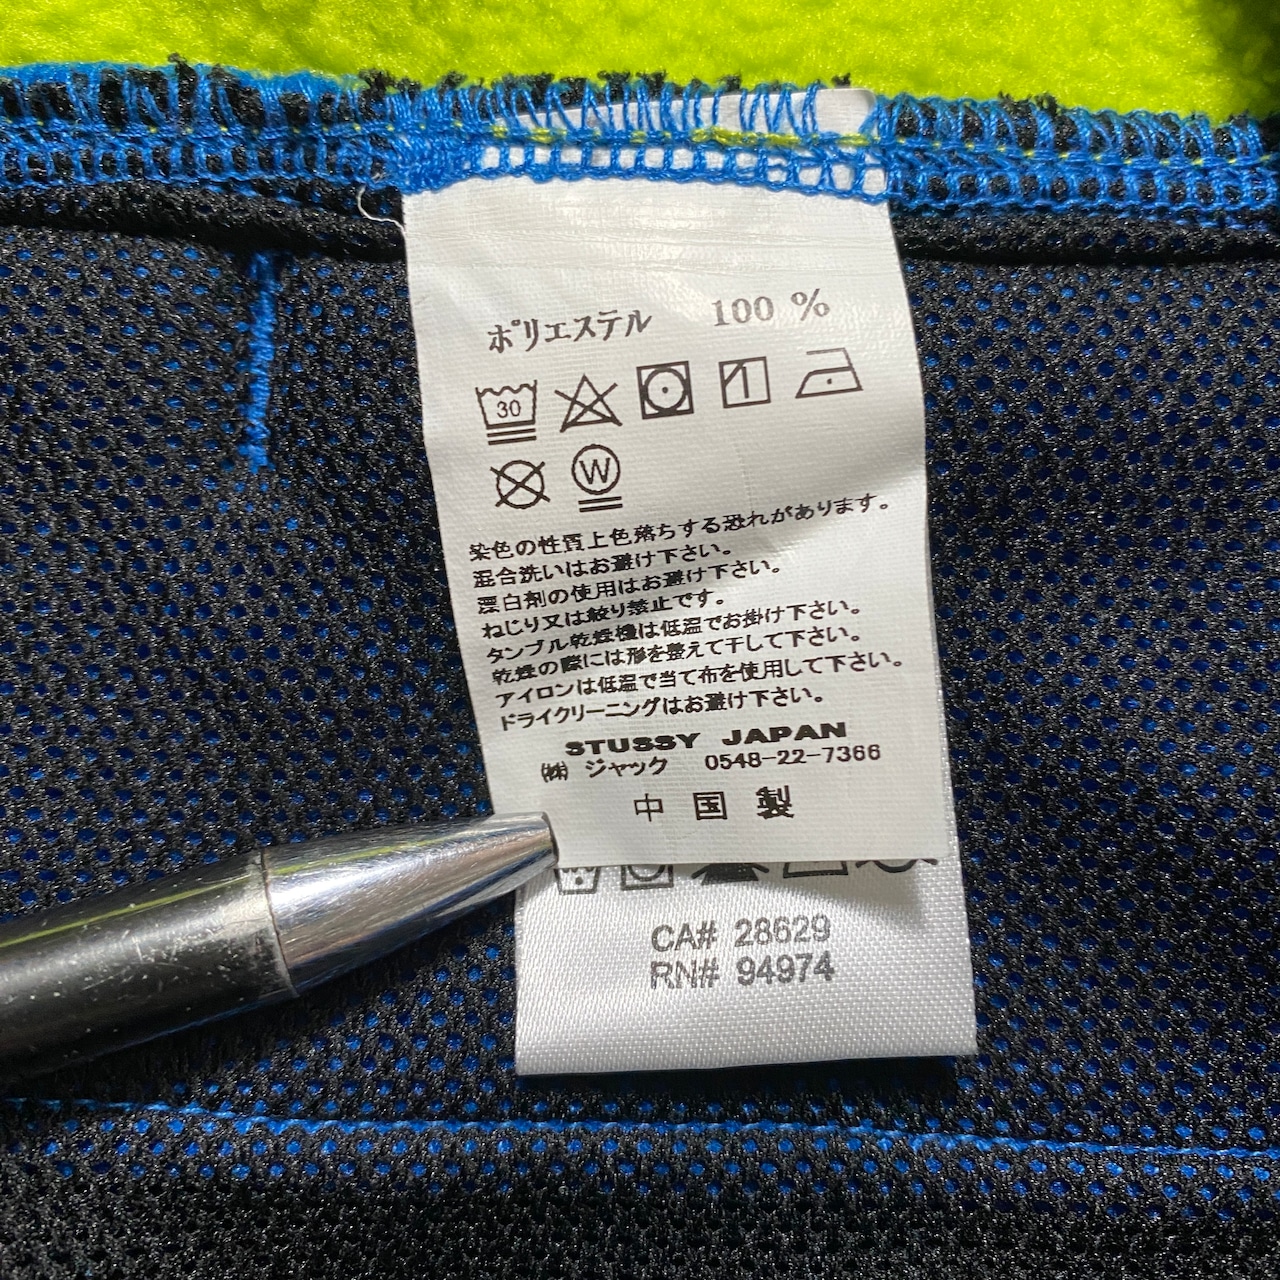 ポリエステル 100 %
30
W
染色の性質上色落ちする恐れがあります。
混合洗いはお避け下さい。
漂白剤の使用はお避け下さい。
ねじり又は絞り禁止です。
タンブル乾燥機は低温でお掛け下さい。
乾燥の際には形を整えて干して下さい。
アイロンは低温で当て布を使用して下さい。
ドライクリーニングはお避け下さい。
STUSSY JAPAN
㈱ ジャック 0548-22-7366
中国製
CA# 28629
RN# 94974